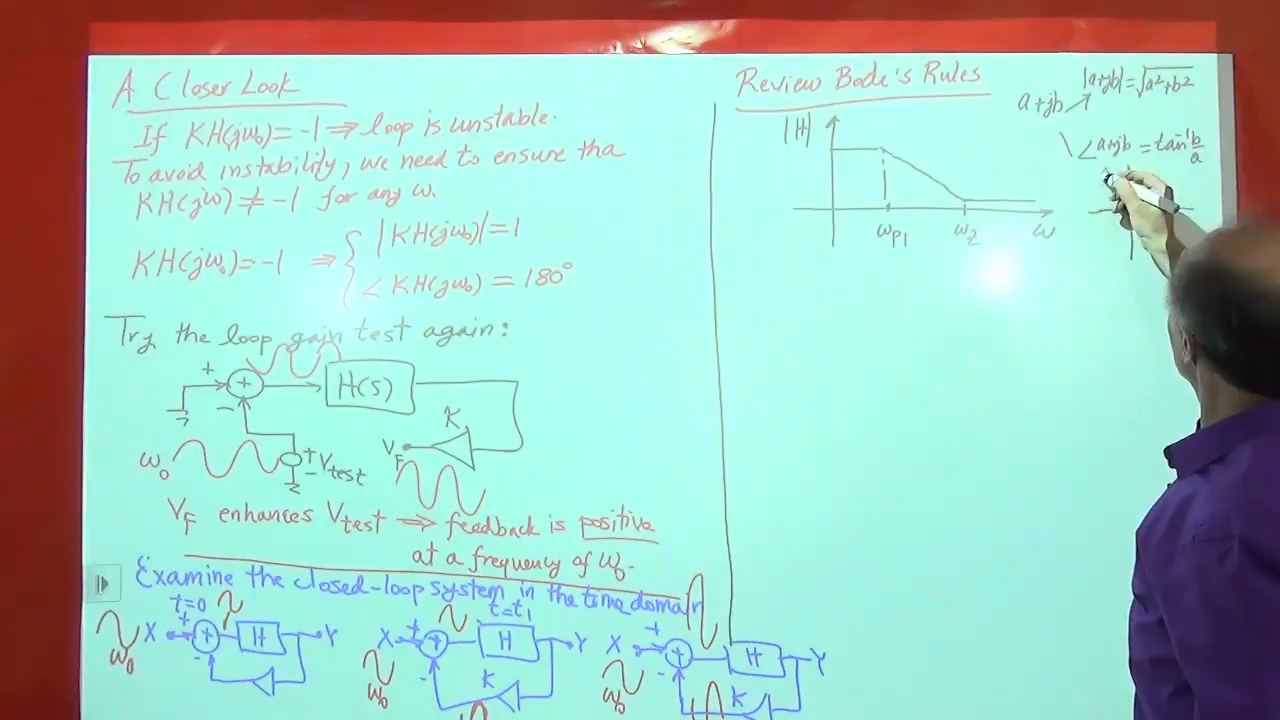 A Closer Look
If KH(jω₀) = -1 ⇒ loop is unstable.
To avoid instability, we need to ensure tha
KH(jω) ≠ -1 for any ω.
KH(jω₀) = -1 ⇒ { |KH(jω₀)| = 1
∠ KH(jω₀) = 180°
Try the loop gain test again:
+
+
-
H(s)
K
V_F
ω₀
+
-
Vtest
V_F enhances Vtest ⇒ feedback is positive
at a frequency of ω₀.
Examine the closed-loop system in the time domain
t=0
X
+
+
-
H
Y
ω₀
t=t₁
X
+
+
-
H
Y
K
ω₀
X
+
+
-
H
Y
K
ω₀
Review Bode's Rules
|H|
ωp1
ωz
ω
a+jb
|a+jb| = √a²+b²
∠a+jb = tan⁻¹ b/a